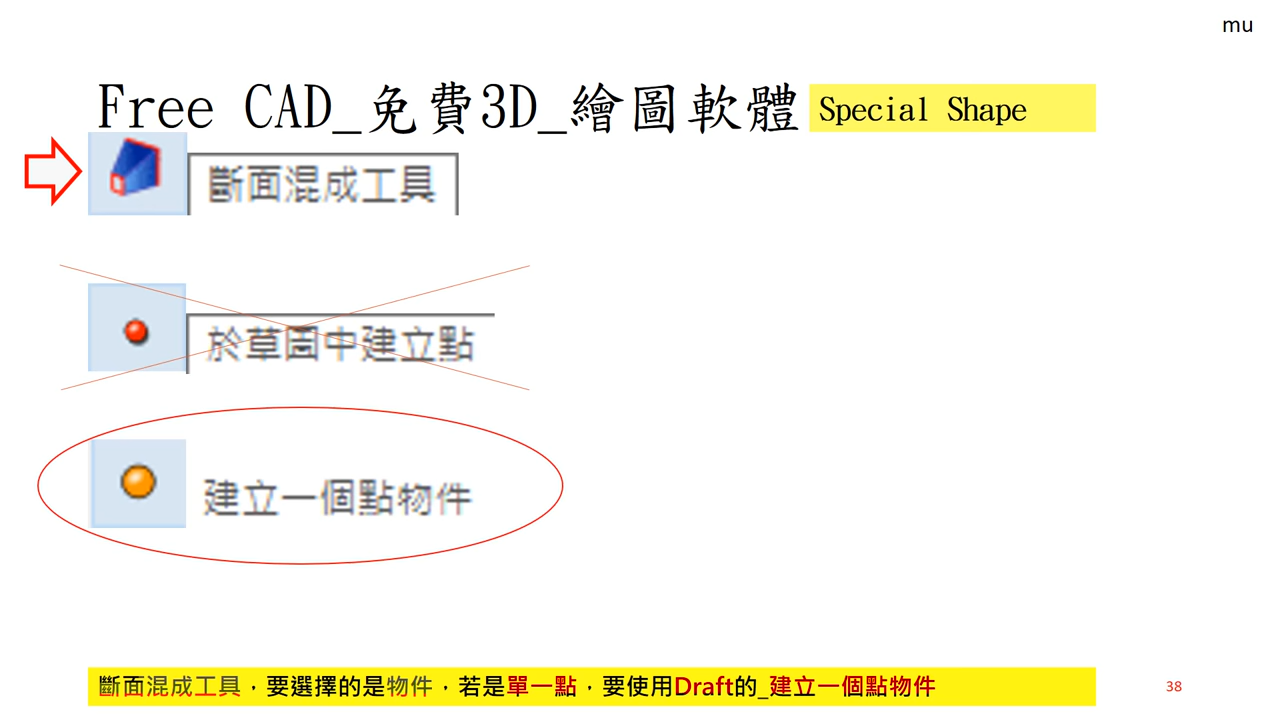 mu
Free CAD_免費3D_繪圖軟體
Special Shape
斷面混成工具
於草圖中建立點
建立一個點物件
斷面混成工具，要選擇的是物件，若是單一點，要使用Draft的_建立一個點物件
38